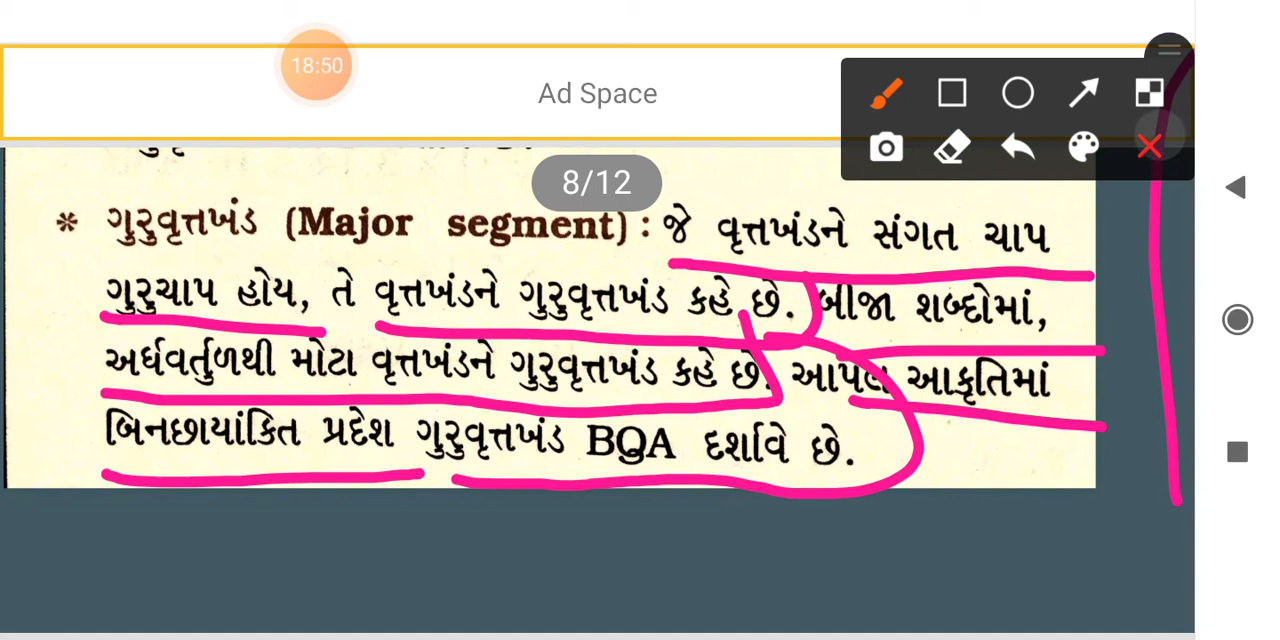 18:50
Ad Space
8/12
* ગુરુવૃત્તખંડ (Major segment) : જે વૃત્તખંડને સંગત ચાપ
ગુરુચાપ હોય, તે વૃત્તખંડને ગુરુવૃત્તખંડ કહે છે. બીજા શબ્દોમાં,
અર્ધવર્તુળથી મોટા વૃત્તખંડને ગુરુવૃત્તખંડ કહે છે. આપેલ આકૃતિમાં
બિનછાયાંકિત પ્રદેશ ગુરુવૃત્તખંડ BQA દર્શાવે છે.